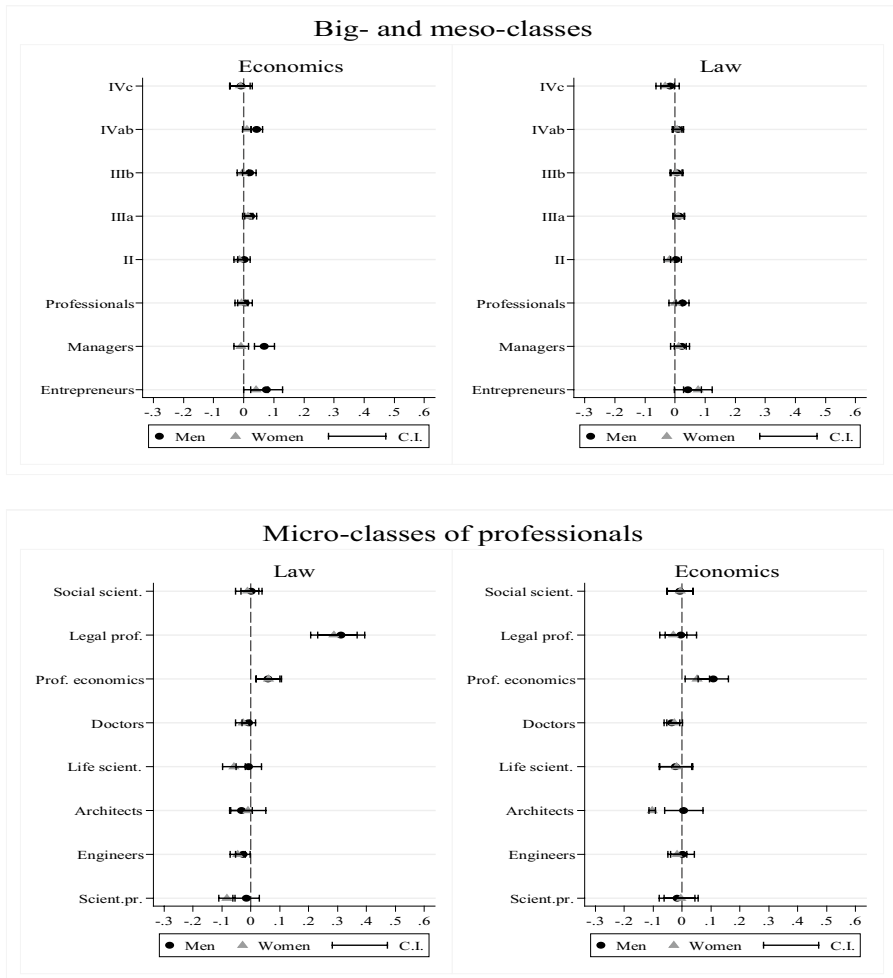 Big- and meso-classes
Economics
IVc
IVab
IIIb
IIIa
II
Professionals
Managers
Entrepreneurs
-.3 -.2 -.1 0 .1 .2 .3 .4 .5 .6
Men Women C.I.
Law
IVc
IVab
IIIb
IIIa
II
Professionals
Managers
Entrepreneurs
-.3 -.2 -.1 0 .1 .2 .3 .4 .5 .6
Men Women C.I.
Micro-classes of professionals
Law
Social scient.
Legal prof.
Prof. economics
Doctors
Life scient.
Architects
Engineers
Scient.pr.
-.3 -.2 -.1 0 .1 .2 .3 .4 .5 .6
Men Women C.I.
Economics
Social scient.
Legal prof.
Prof. economics
Doctors
Life scient.
Architects
Engineers
Scient.pr.
-.3 -.2 -.1 0 .1 .2 .3 .4 .5 .6
Men Women C.I.